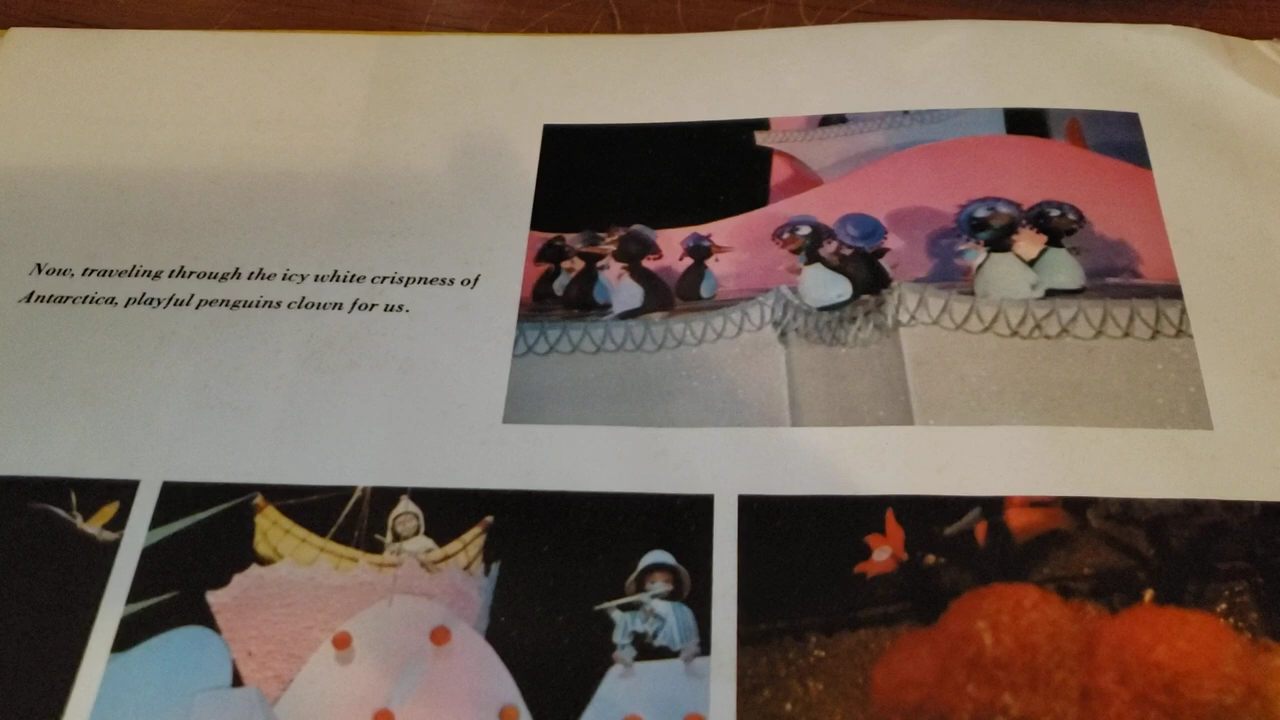 Now, traveling through the icy white crispness of
Antarctica, playful penguins clown for us.